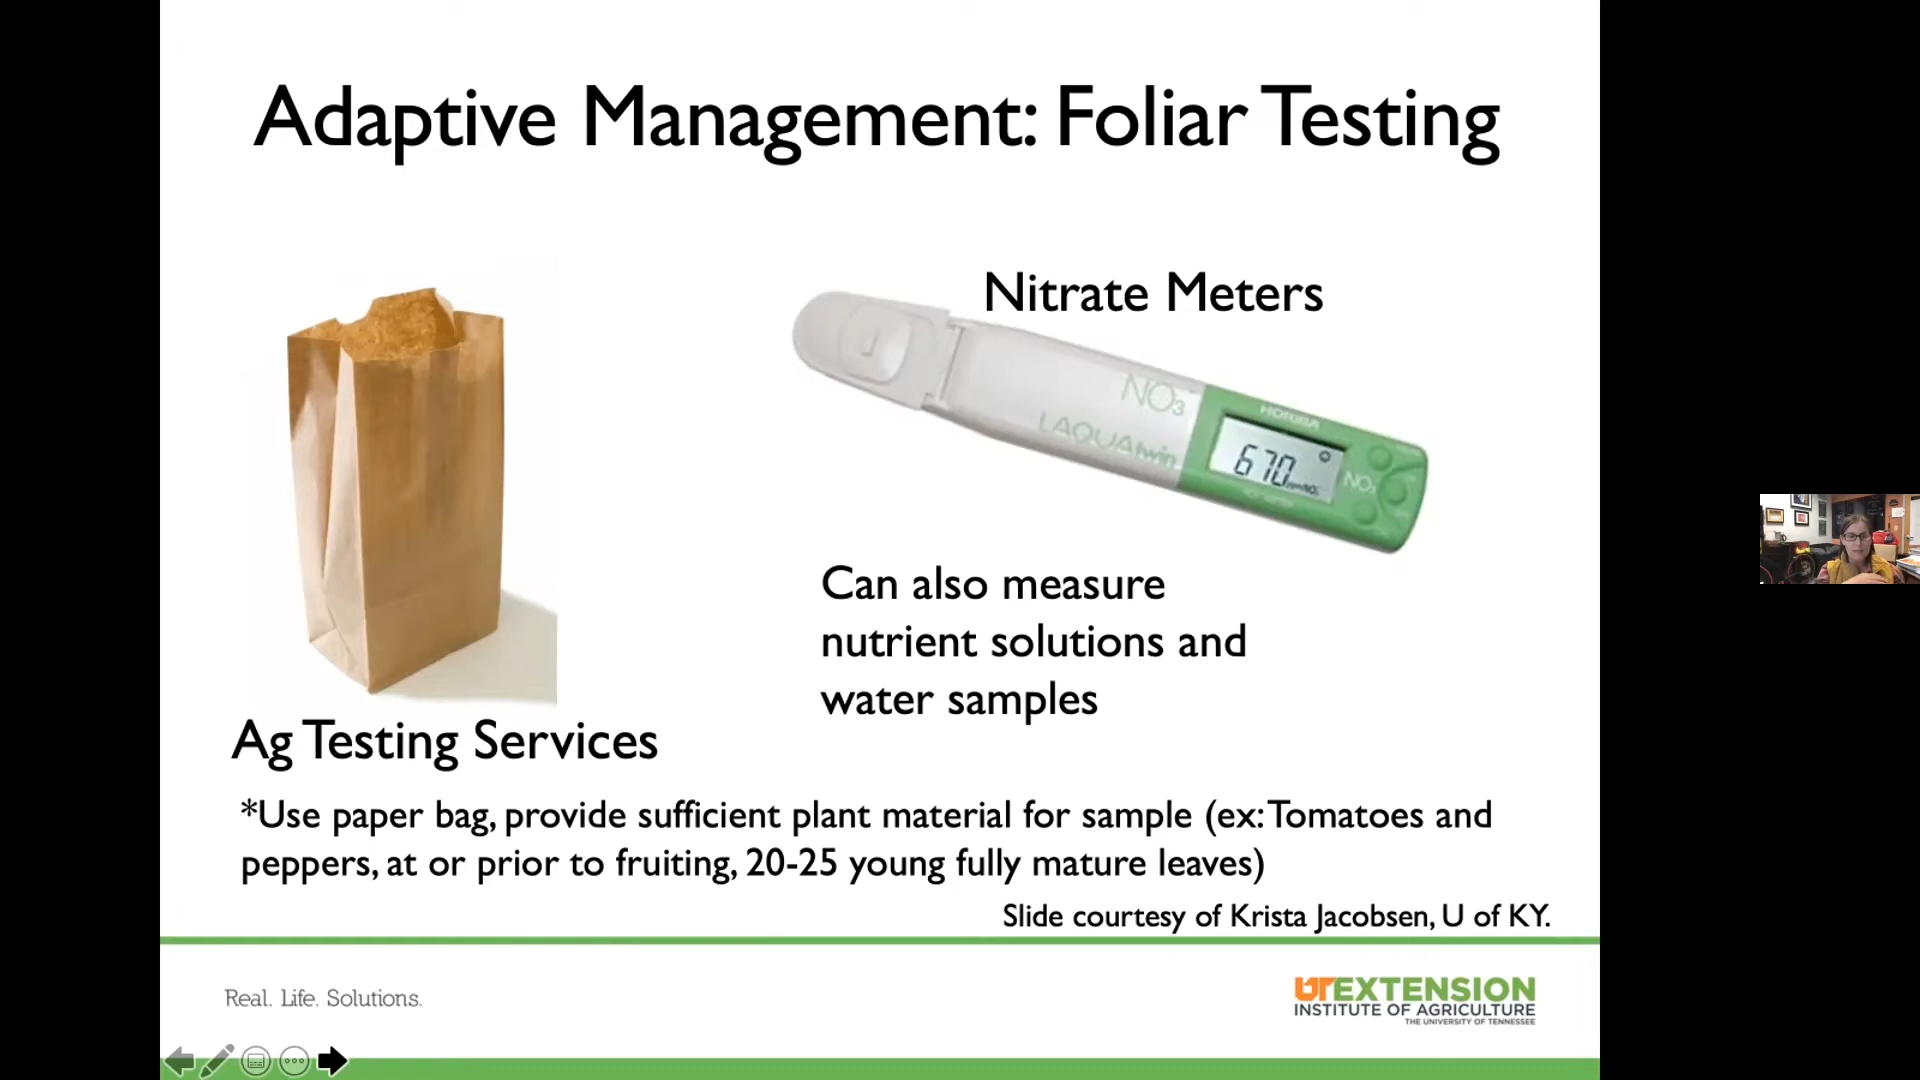 Adaptive Management: Foliar Testing
Nitrate Meters
NO3
LAQUAtwin
HORIBA
670
NO3
Can also measure
nutrient solutions and
water samples
Ag Testing Services
*Use paper bag, provide sufficient plant material for sample (ex: Tomatoes and
peppers, at or prior to fruiting, 20-25 young fully mature leaves)
Slide courtesy of Krista Jacobsen, U of KY.
Real. Life. Solutions.
UTEXTENSION
INSTITUTE OF AGRICULTURE
THE UNIVERSITY OF TENNESSEE